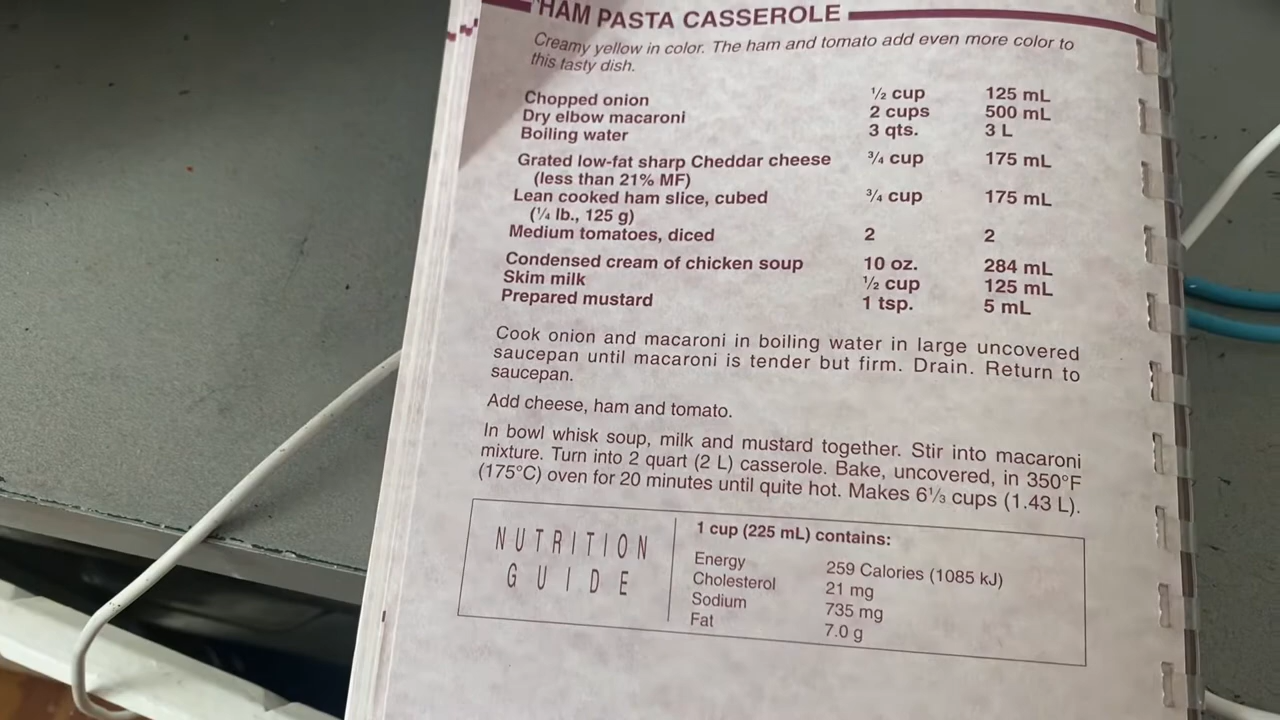 HAM PASTA CASSEROLE
Creamy yellow in color. The ham and tomato add even more color to
this tasty dish.
Chopped onion ½ cup 125 mL
Dry elbow macaroni 2 cups 500 mL
Boiling water 3 qts. 3 L
Grated low-fat sharp Cheddar cheese ¾ cup 175 mL
(less than 21% MF)
Lean cooked ham slice, cubed ¾ cup 175 mL
(¼ lb., 125 g)
Medium tomatoes, diced 2 2
Condensed cream of chicken soup 10 oz. 284 mL
Skim milk ½ cup 125 mL
Prepared mustard 1 tsp. 5 mL
Cook onion and macaroni in boiling water in large uncovered
saucepan until macaroni is tender but firm. Drain. Return to
saucepan.
Add cheese, ham and tomato.
In bowl whisk soup, milk and mustard together. Stir into macaroni
mixture. Turn into 2 quart (2 L) casserole. Bake, uncovered, in 350°F
(175°C) oven for 20 minutes until quite hot. Makes 6⅓ cups (1.43 L).
NUTRITION
GUIDE
1 cup (225 mL) contains:
Energy 259 Calories (1085 kJ)
Cholesterol 21 mg
Sodium 735 mg
Fat 7.0 g